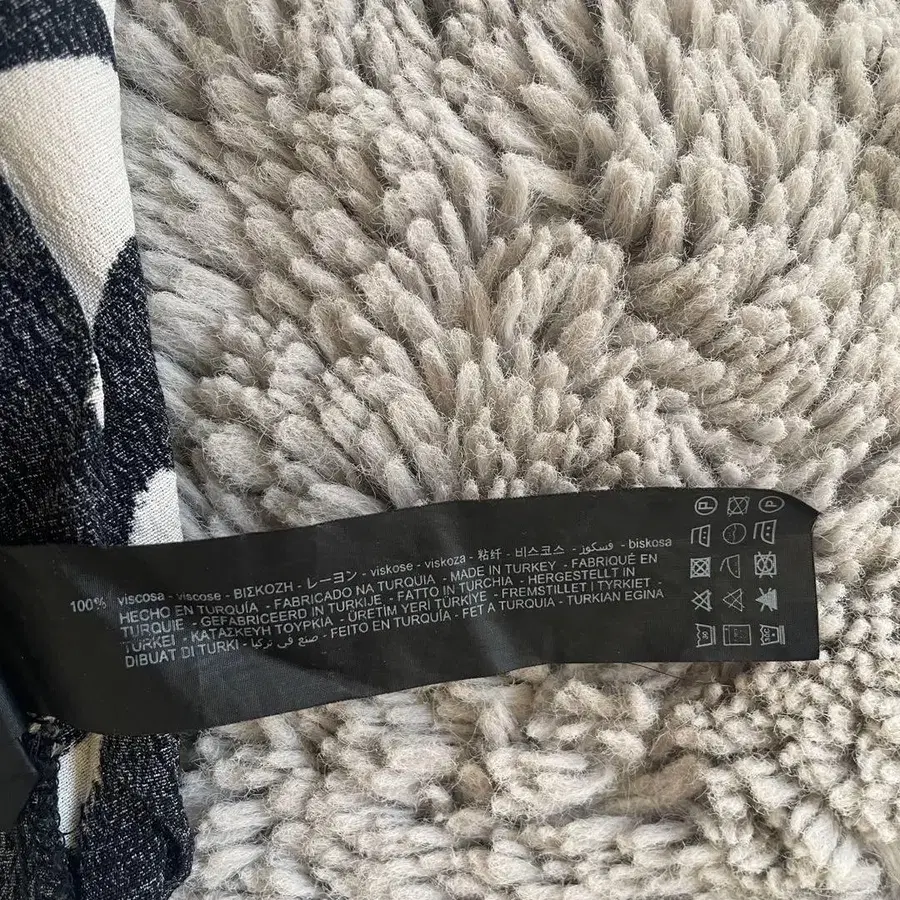 100% viscosa - viscose - ΒΙΣΚΟΖΗ - レーヨン - viskose - viskoza - 粘纤 - 비스코스 - فسكوز - biskosa
HECHO EN TURQUÍA - FABRICADO NA TURQUIA - MADE IN TURKEY - FABRIQUÉ EN
TURQUIE - GEFABRICEERD IN TURKIJE - FATTO IN TURCHIA - HERGESTELLT IN
TÜRKEI - ΚΑΤΑΣΚΕΥΗ ΤΟΥΡΚΙΑ - ÜRETİM YERİ TÜRKİYE - FREMSTILLET I TYRKIET -
صنع في تركيا - FEITO EN TURQUÍA - FET A TURQUIA - TURKIAN EGINA
DIBUAT DI TURKI